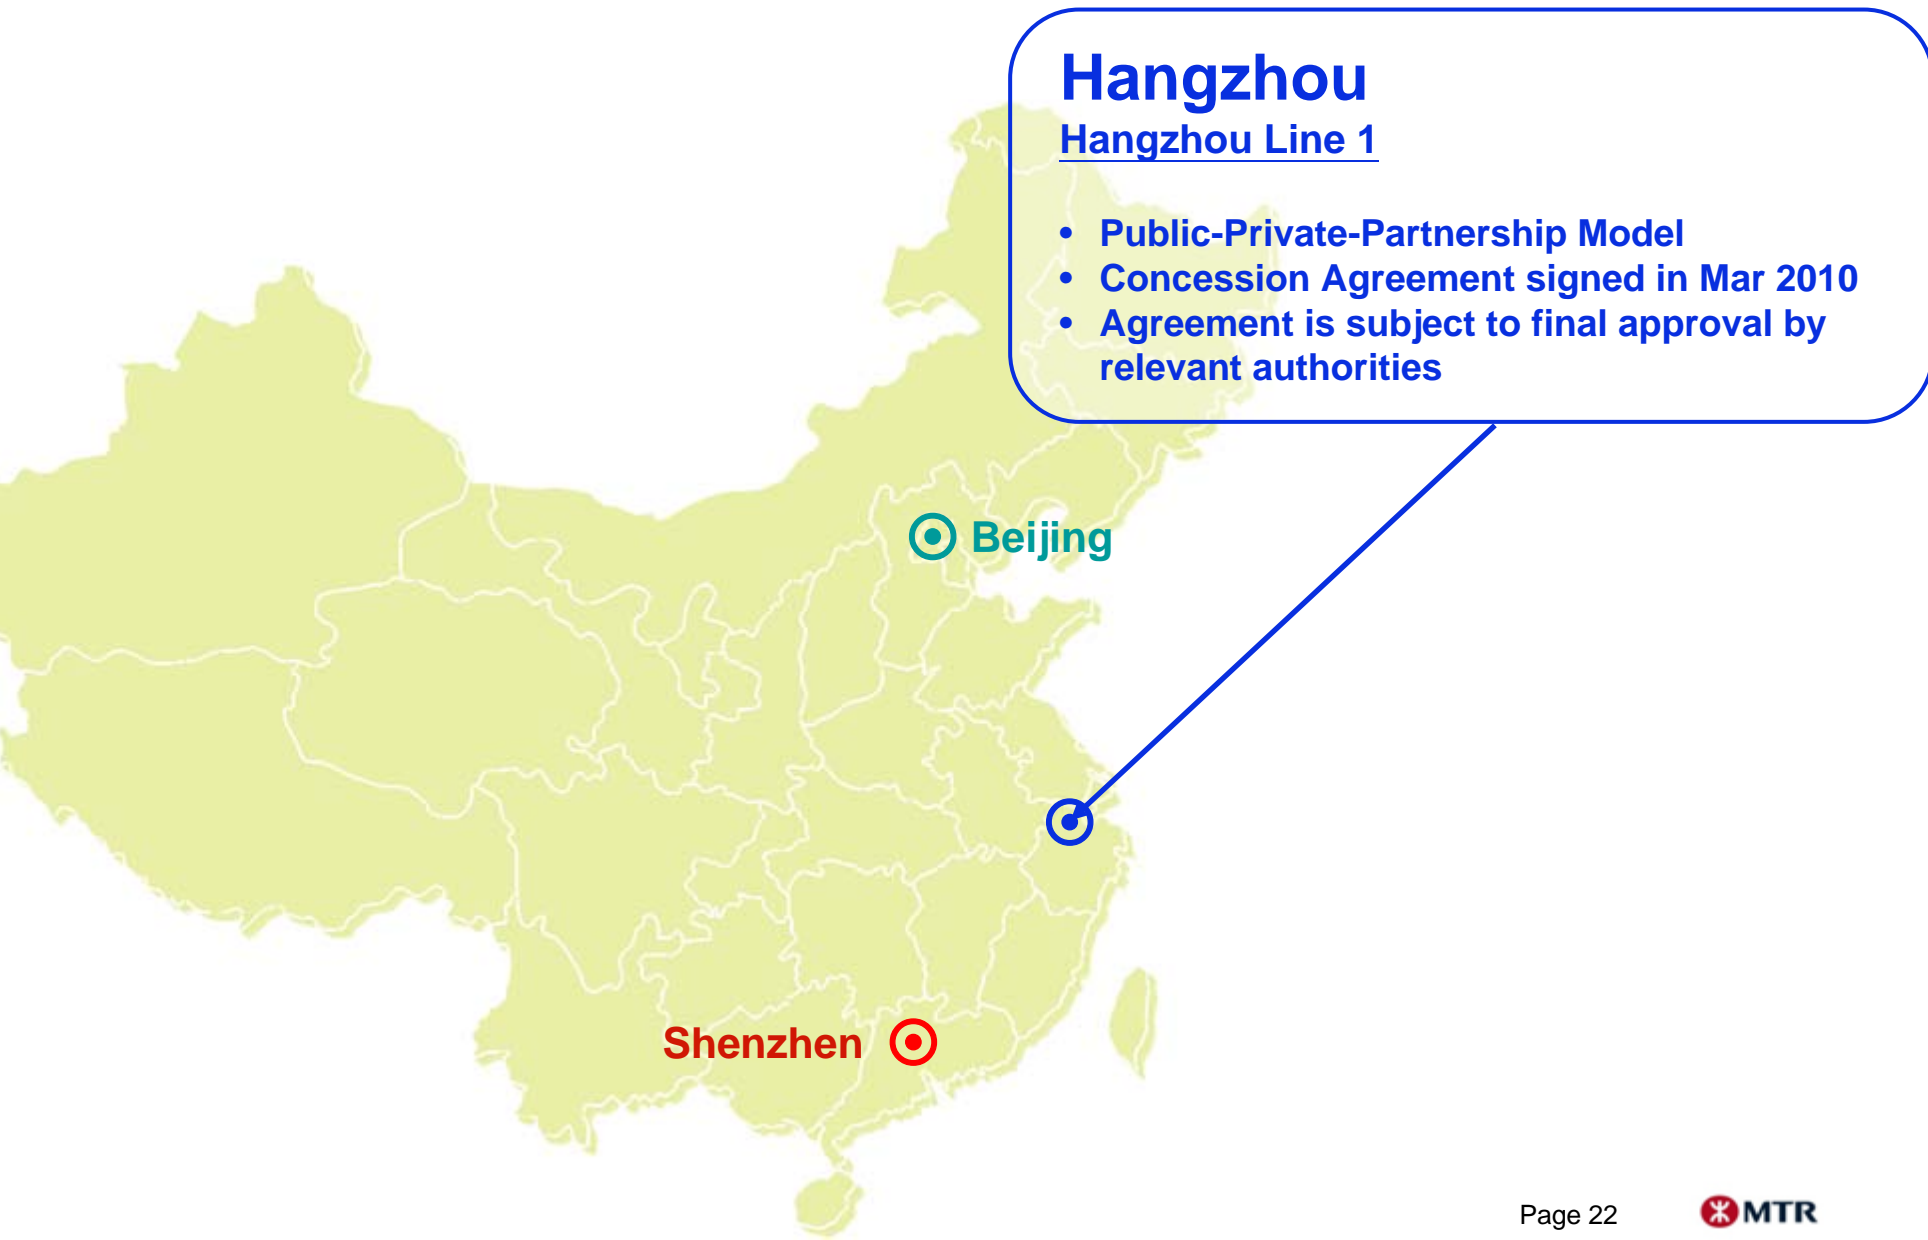 Hangzhou
Hangzhou Line 1
• Public-Private-Partnership Model
• Concession Agreement signed in Mar 2010
• Agreement is subject to final approval by
relevant authorities
Beijing
Shenzhen
Page 22
MTR